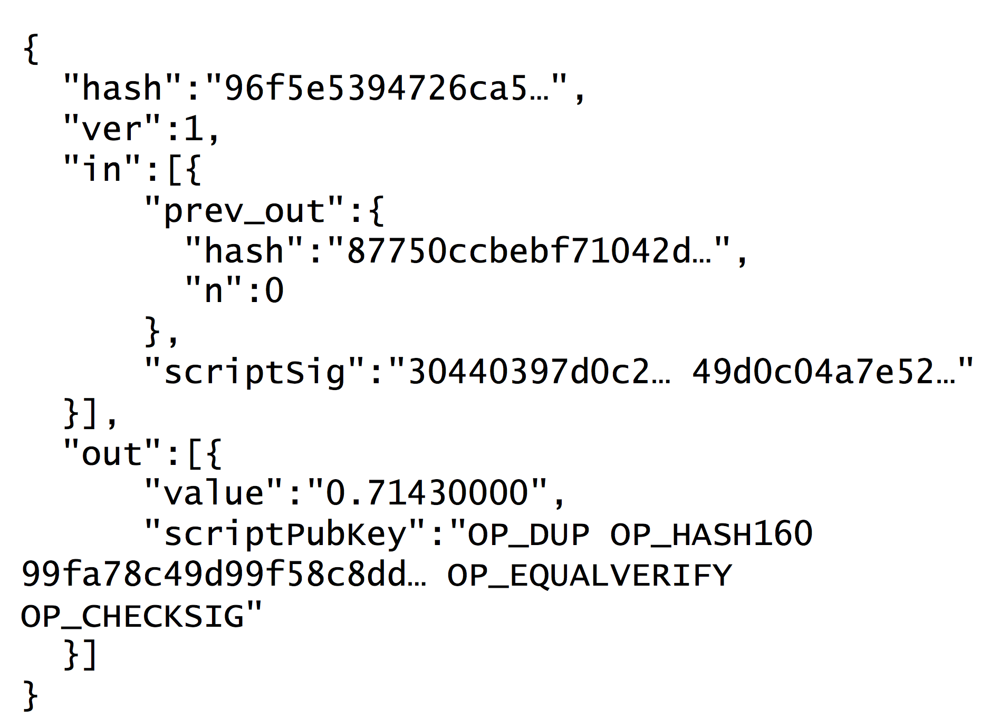 {
  "hash":"96f5e5394726ca5…",
  "ver":1,
  "in":[{
      "prev_out":{
        "hash":"87750ccbebf71042d…",
        "n":0
      },
      "scriptSig":"30440397d0c2… 49d0c04a7e52…"
  }],
  "out":[{
      "value":"0.71430000",
      "scriptPubKey":"OP_DUP OP_HASH160
99fa78c49d99f58c8dd… OP_EQUALVERIFY
OP_CHECKSIG"
  }]
}